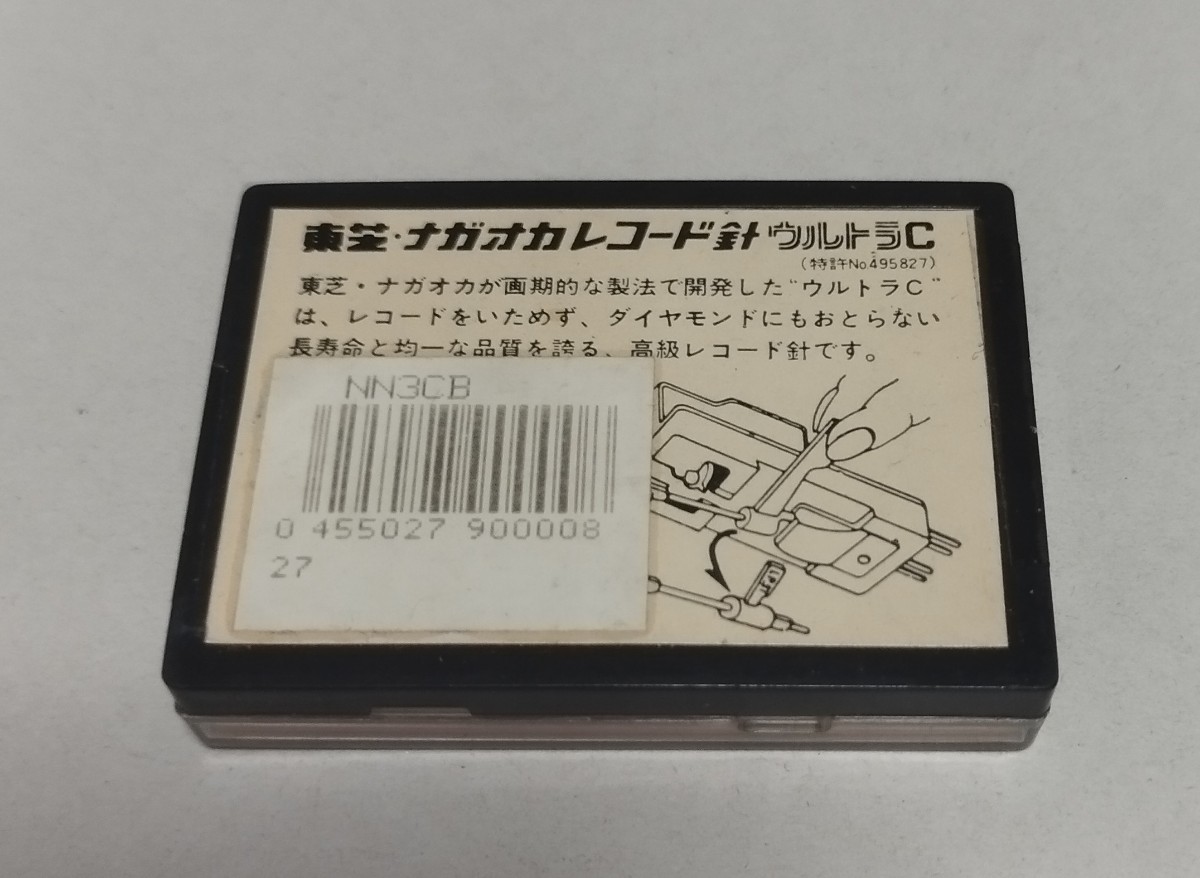 東芝・ナガオカレコード針 ウルトラC
(特許No.495827)
東芝・ナガオカが画期的な製法で開発した"ウルトラC"
は、レコードをいためず、ダイヤモンドにもおとらない
長寿命と均一な品質を誇る、高級レコード針です。
NN3CB
0 455027 900008
27